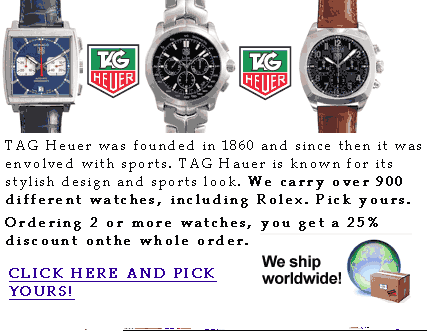 TAG
HEUER
TAG
HEUER
TAG Heuer was founded in 1860 and since then it was
envolved with sports. TAG Hauer is known for its
stylish design and sports look. We carry over 900
different watches, including Rolex. Pick yours.
Ordering 2 or more watches, you get a 25%
discount onthe whole order.
We ship
worldwide!
CLICK HERE AND PICK
YOURS!